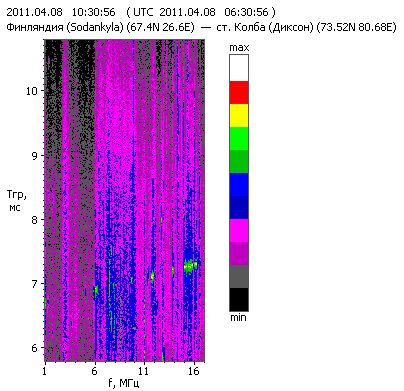 2011.04.08 10:30:56 ( UTC 2011.04.08 06:30:56 )
Финляндия (Sodankyla) (67.4N 26.6E) — ст. Колба (Диксон) (73.52N 80.68E)
max
10
9
Тгр,
мс
8
7
6
min
1 6 11 16
f, МГц